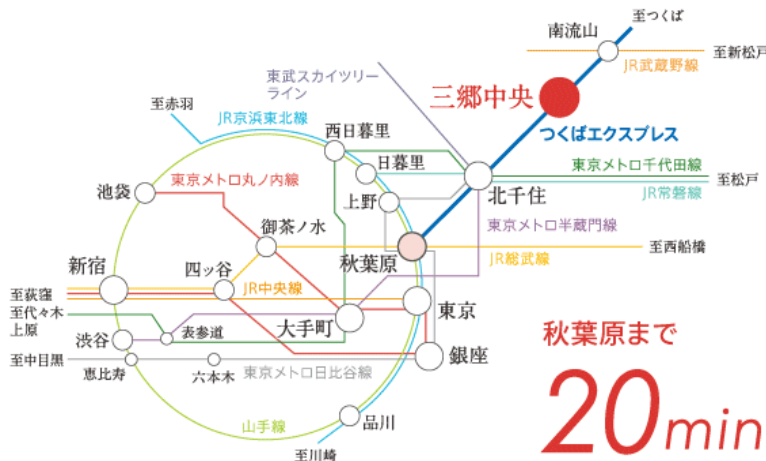 至つくば
南流山
至新松戸
JR武蔵野線
東武スカイツリー
ライン
三郷中央
至赤羽
JR京浜東北線
つくばエクスプレス
西日暮里
日暮里
東京メトロ千代田線
至松戸
池袋
東京メトロ丸ノ内線
北千住
JR常磐線
上野
御茶ノ水
東京メトロ半蔵門線
秋葉原
至西船橋
JR総武線
新宿
四ッ谷
至荻窪
JR中央線
東京
至代々木
上原
大手町
秋葉原まで
渋谷
表参道
銀座
至中目黒
恵比寿
六本木
東京メトロ日比谷線
20min
山手線
品川
至川崎